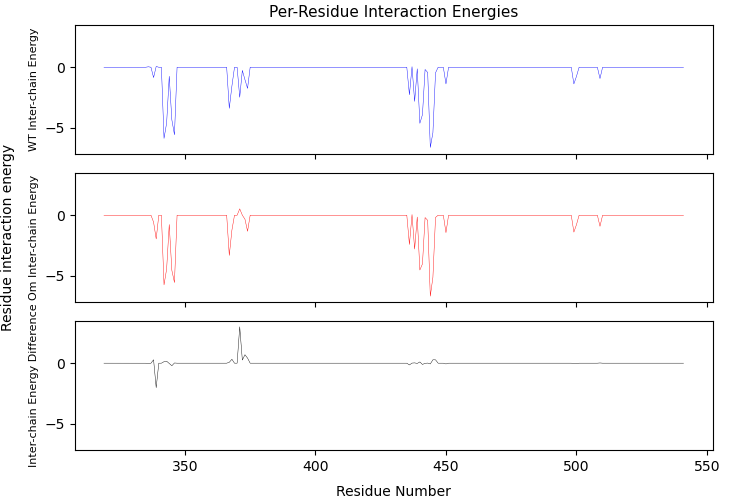 Per-Residue Interaction Energies
Residue interaction energy
WT Inter-chain Energy
0
−5
Om Inter-chain Energy
0
−5
Inter-chain Energy Difference
0
−5
350
400
450
500
550
Residue Number